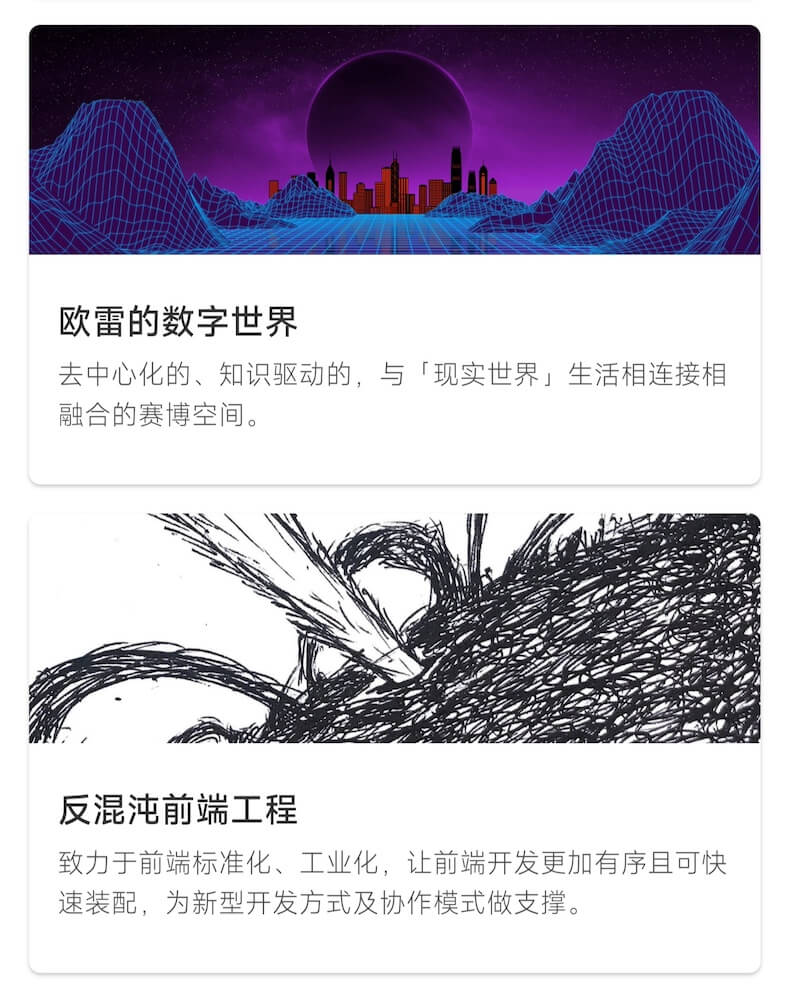 欧雷的数字世界
去中心化的、知识驱动的，与「现实世界」生活相连接相
融合的赛博空间。
反混沌前端工程
致力于前端标准化、工业化，让前端开发更加有序且可快
速装配，为新型开发方式及协作模式做支撑。